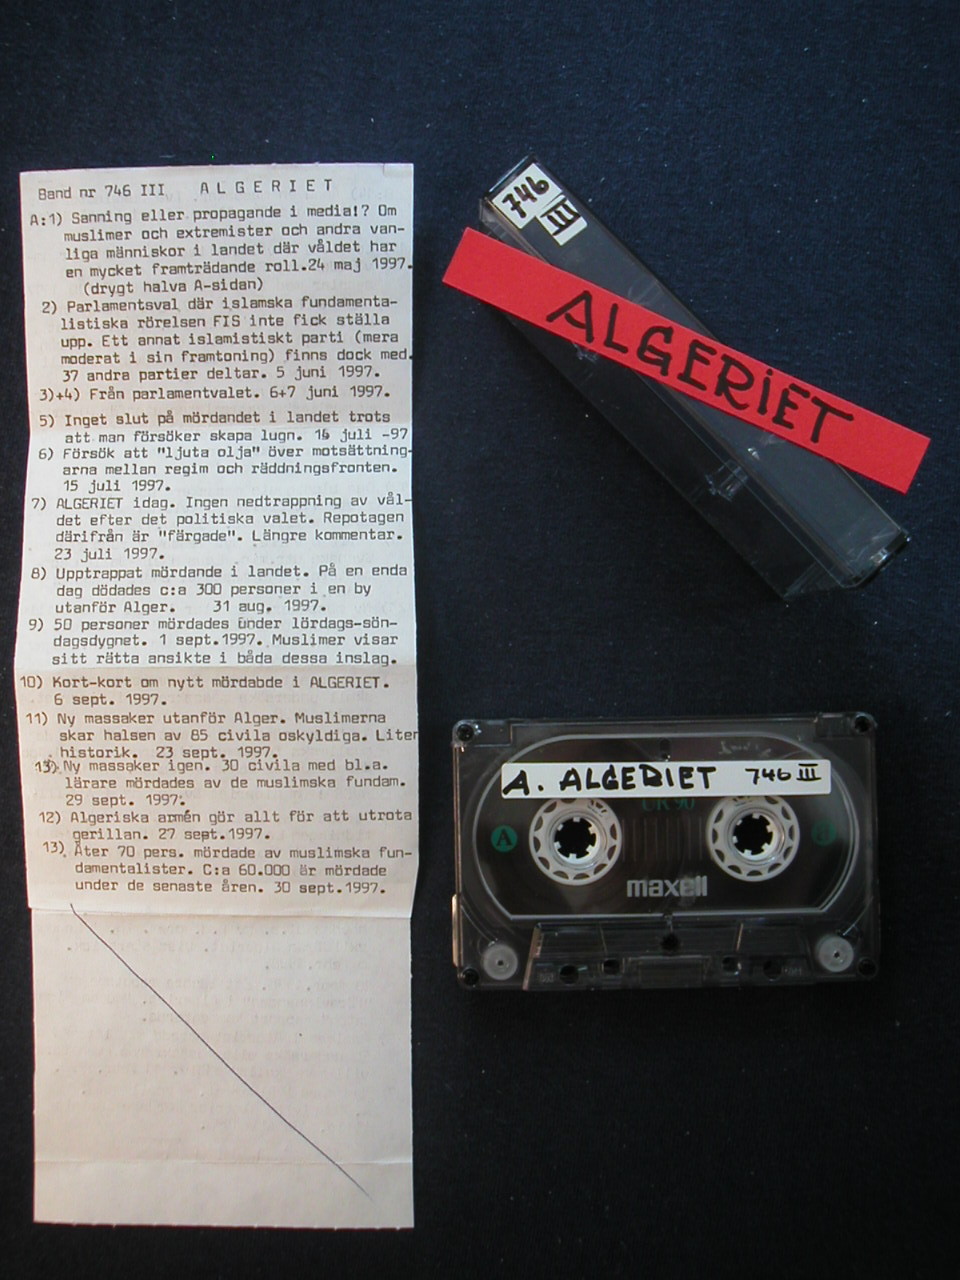 Band nr 746 III    A L G E R I E T
A:1) Sanning eller propagande i media!? Om
muslimer och extremister och andra van-
liga människor i landet där våldet har
en mycket framträdande roll.24 maj 1997.
(drygt halva A-sidan)
2) Parlamentsval där islamska fundamenta-
listiska rörelsen FIS inte fick ställa
upp. Ett annat islamistiskt parti (mera
moderat i sin framtoning) finns dock med.
37 andra partier deltar. 5 juni 1997.
3)+4) Från parlamentvalet. 6+7 juni 1997.
5) Inget slut på mördandet i landet trots
att man försöker skapa lugn. juli -97
6) Försök att "ljuta olja" över motsättning-
arna mellan regim och räddningsfronten.
15 juli 1997.
7) ALGERIET idag. Ingen nedtrappning av vål-
det efter det politiska valet. Repotagen
därifrån är "färgade". Längre kommentar.
23 juli 1997.
8) Upptrappat mördande i landet. På en enda
dag dödades c:a 300 personer i en by
utanför Alger.    31 aug. 1997.
9) 50 personer mördades under lördags-sön-
dagsdygnet. 1 sept.1997. Muslimer visar
sitt rätta ansikte i båda dessa inslag.
10) Kort-kort om nytt mördabde i ALGERIET.
6 sept. 1997.
11) Ny massaker utanför Alger. Muslimerna
skar halsen av 85 civila oskyldiga. Liten
historik.  23 sept. 1997.
13) Ny massaker igen. 30 civila med bl.a.
lärare mördades av de muslimska fundam.
29 sept. 1997.
12) Algeriska armén gör allt för att utrota
gerillan. 27 sept.1997.
13) Åter 70 pers. mördade av muslimska fun-
damentalister. C:a 60.000 är mördade
under de senaste åren. 30 sept.1997.
746
III
ALGERIET
A. ALGERIET 746 III
UR 90
A
maxell